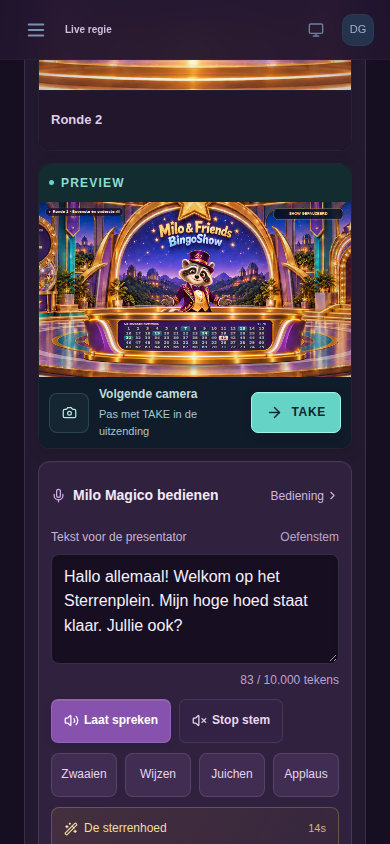 Live regie
DG
Ronde 2
PREVIEW
SHOW GEPAUZEERD
Milo & Friends
BingoShow
Volgende camera
Pas met TAKE in de
uitzending
TAKE
Milo Magico bedienen
Bediening
Tekst voor de presentator
Oefenstem
Hallo allemaal! Welkom op het
Sterrenplein. Mijn hoge hoed staat
klaar. Jullie ook?
83 / 10.000 tekens
Laat spreken
Stop stem
Zwaaien
Wijzen
Juichen
Applaus
De sterrenhoed
14s